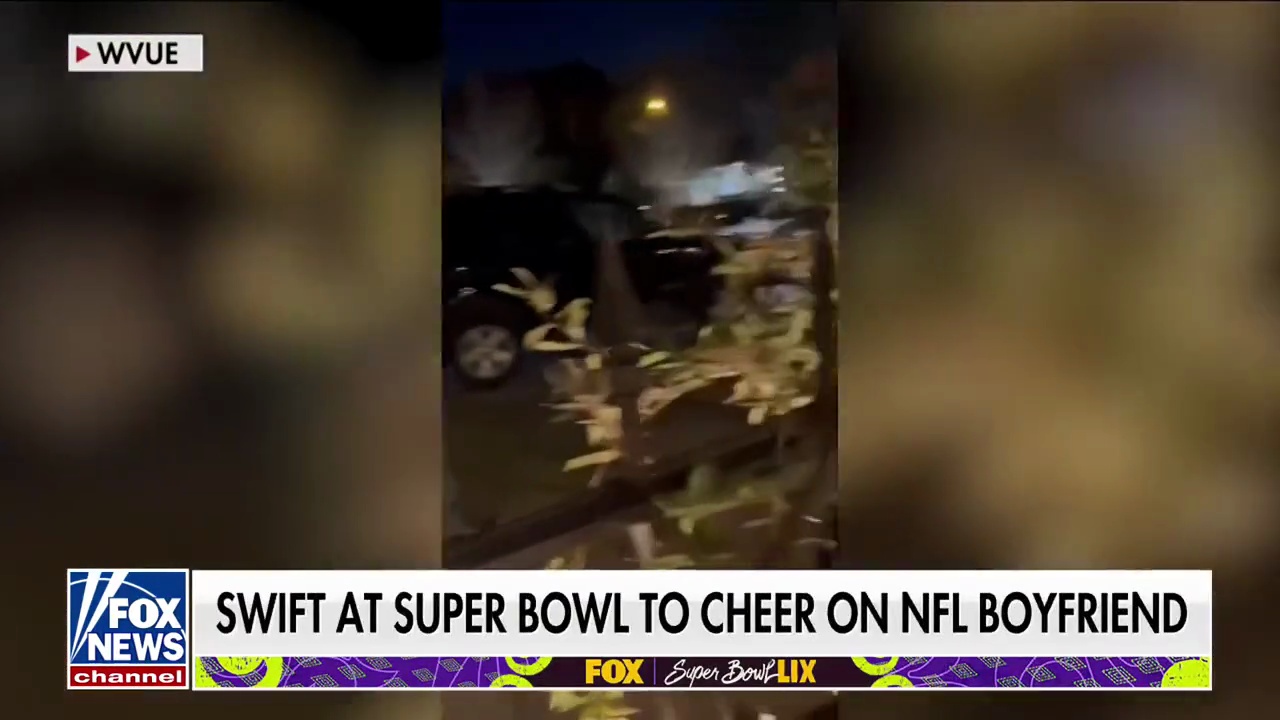 WVUE
SWIFT AT SUPER BOWL TO CHEER ON NFL BOYFRIEND
FOX
NEWS
channel
FOX Super Bowl LIX